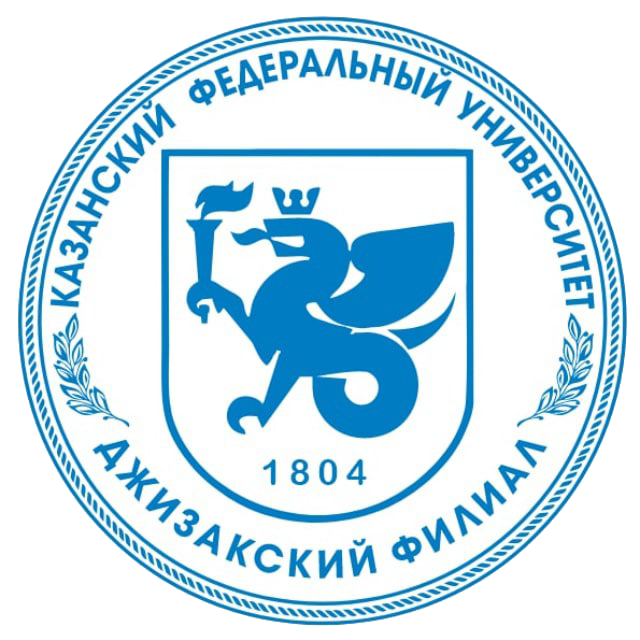 КАЗАНСКИЙ ФЕДЕРАЛЬНЫЙ УНИВЕРСИТЕТ
1804
ДЖИЗАКСКИЙ ФИЛИАЛ